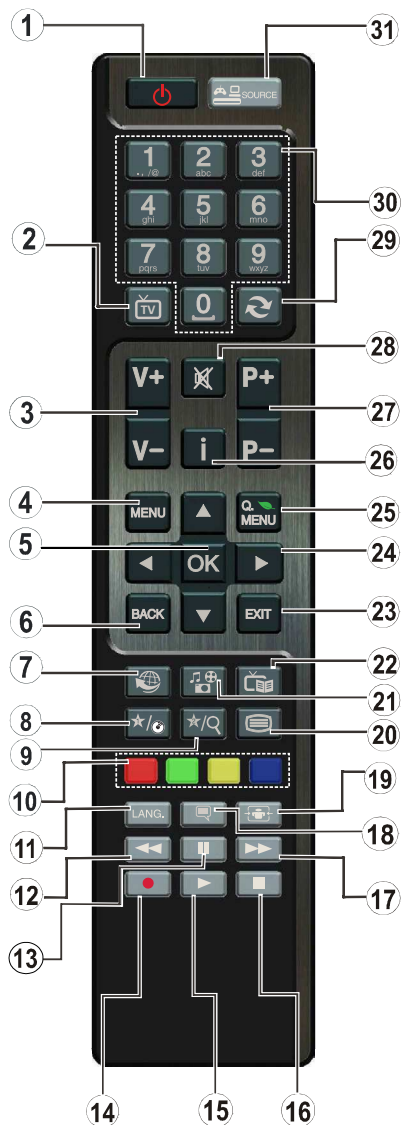 1
31
SOURCE
1 2 3
. , /@ abc def
30
4 5 6
ghi jkl mno
2
7 8 9
29
pqrs tuv wxyz
TV 0
28
V+ P+
3
27
V- i P-
26
4
MENU Q. MENU
25
5
OK
24
6
BACK EXIT
23
7
22
21
8
/ /
20
9
10
19
11
LANG.
18
12
17
13
14 15 16